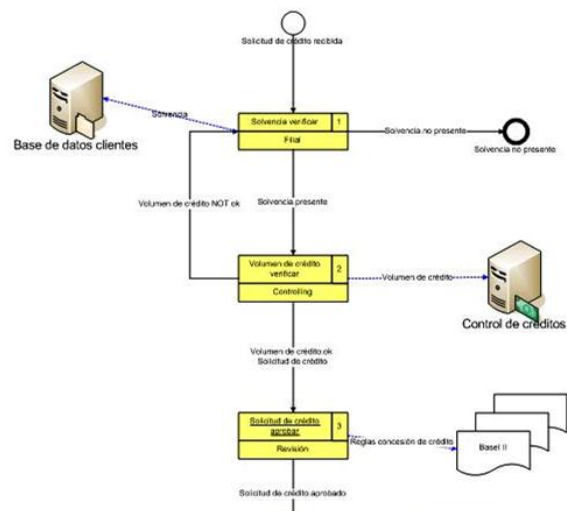 Solicitud de crédito recibida
Solvencia verificar
1
Filial
Solvencia
Base de datos clientes
Solvencia no presente
Solvencia no presente
Volumen de crédito NOT ok
Solvencia presente
Volumen de crédito
verificar
2
Controlling
Volumen de crédito
Control de créditos
Volumen de crédito ok
Solicitud de crédito
Solicitud de crédito
aprobar
3
Revisión
Reglas concesión de crédito
Basel II
Solicitud de crédito aprobado